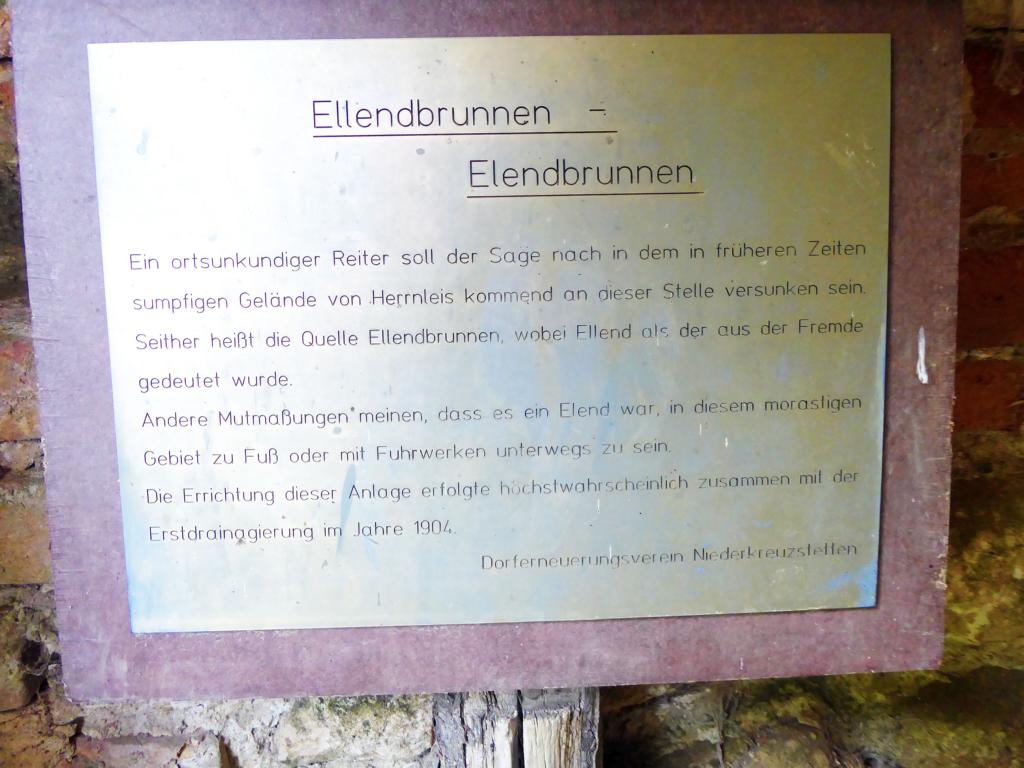 Ellendbrunnen -
Elendbrunnen
Ein ortsunkundiger Reiter soll der Sage nach in dem in früheren Zeiten
sumpfigen Gelände von Herrnleis kommend an dieser Stelle versunken sein.
Seither heißt die Quelle Ellendbrunnen, wobei Ellend als der aus der Fremde
gedeutet wurde.
Andere Mutmaßungen meinen, dass es ein Elend war, in diesem morastigen
Gebiet zu Fuß oder mit Fuhrwerken unterwegs zu sein.
Die Errichtung dieser Anlage erfolgte höchstwahrscheinlich zusammen mit der
Erstdrainagierung im Jahre 1904.
Dorferneuerungsverein Niederkreuzstetten